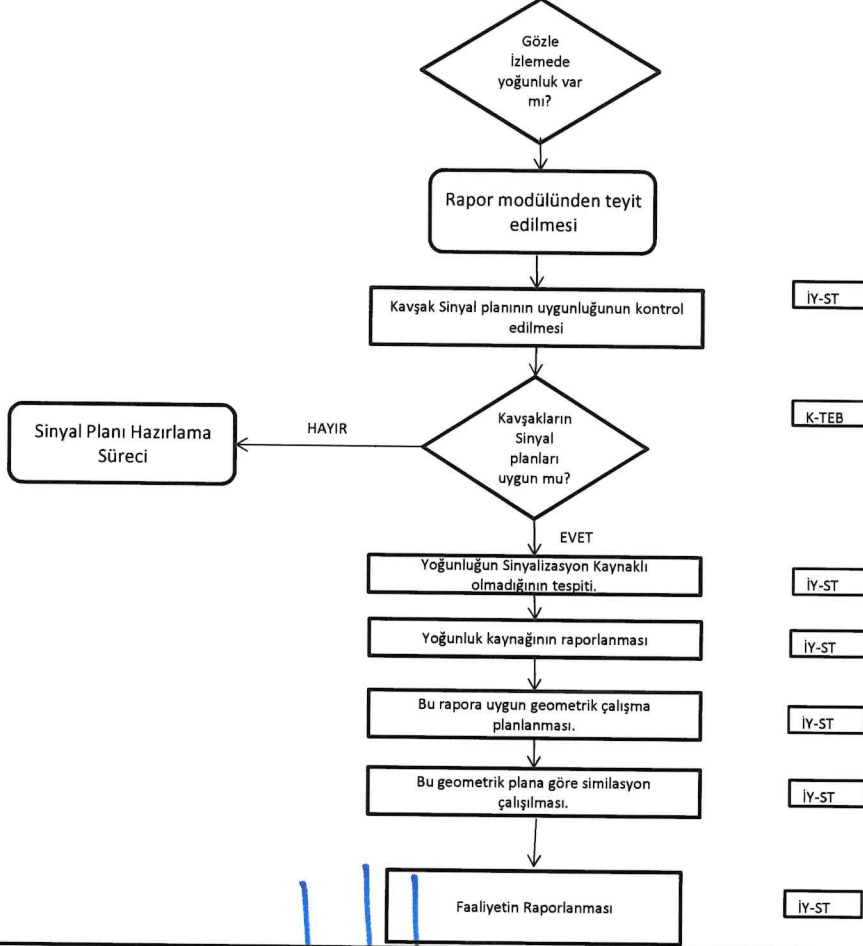 Gözle
İzlemede
yoğunluk var
mı?
Rapor modülünden teyit
edilmesi
Kavşak Sinyal planının uygunluğunun kontrol
edilmesi
İY-ST
Sinyal Planı Hazırlama
Süreci
HAYIR
Kavşakların
Sinyal
planları
uygun mu?
K-TEB
EVET
Yoğunluğun Sinyalizasyon Kaynaklı
olmadığının tespiti.
İY-ST
Yoğunluk kaynağının raporlanması
İY-ST
Bu rapora uygun geometrik çalışma
planlanması.
İY-ST
Bu geometrik plana göre similasyon
çalışılması.
İY-ST
Faaliyetin Raporlanması
İY-ST